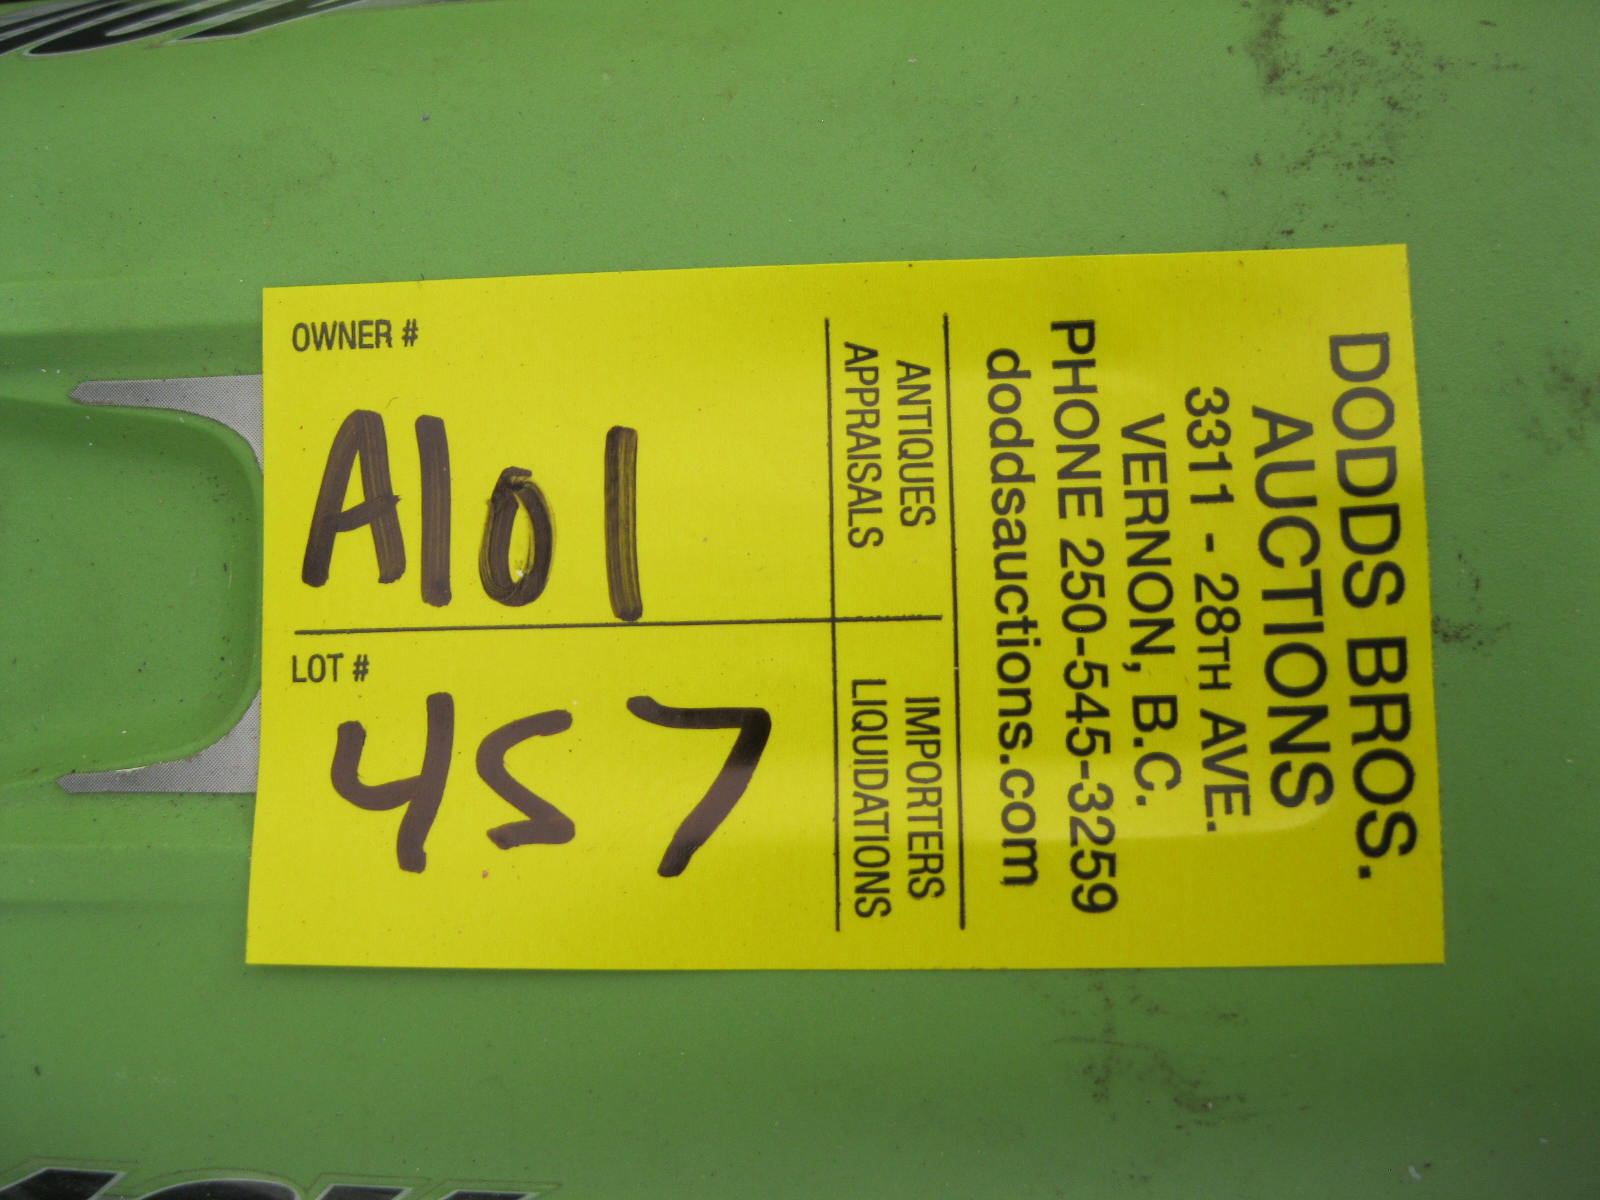 DODDS BROS.
AUCTIONS
3311 - 28TH AVE.
VERNON, B.C.
PHONE 250-545-3259
doddsauctions.com
ANTIQUES
APPRAISALS
IMPORTERS
LIQUIDATIONS
OWNER #
A101
LOT #
457